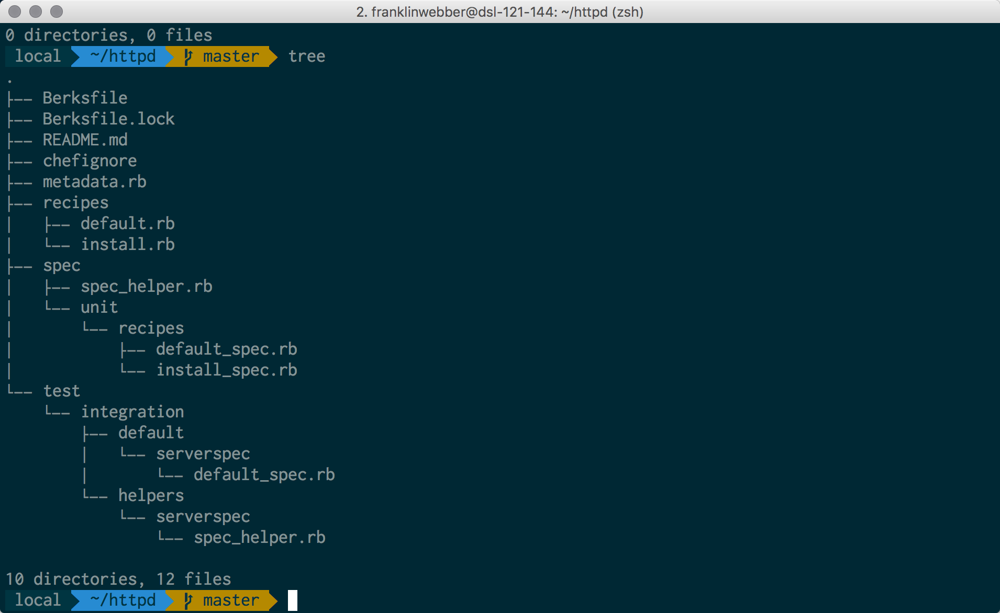 2. franklinwebber@dsl-121-144: ~/httpd (zsh)
0 directories, 0 files
local ~/httpd master tree
.
├── Berksfile
├── Berksfile.lock
├── README.md
├── chefignore
├── metadata.rb
├── recipes
│   ├── default.rb
│   └── install.rb
├── spec
│   ├── spec_helper.rb
│   └── unit
│       └── recipes
│           ├── default_spec.rb
│           └── install_spec.rb
└── test
    └── integration
        ├── default
        │   └── serverspec
        │       └── default_spec.rb
        └── helpers
            └── serverspec
                └── spec_helper.rb
10 directories, 12 files
local ~/httpd master